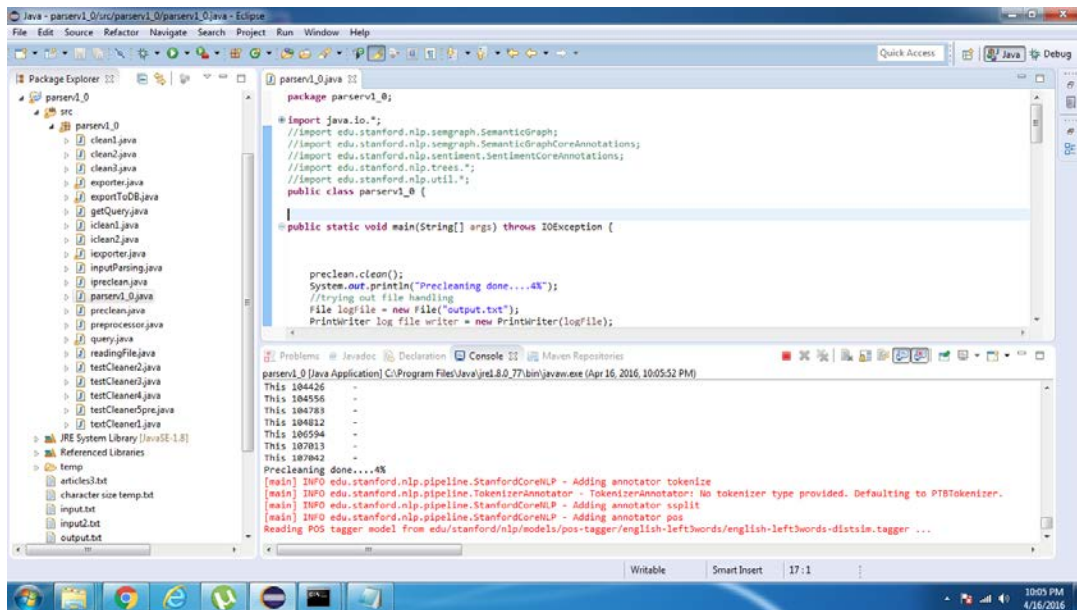 Java - parserv1_0/src/parserv1_0/parserv1_0.java - Eclipse
File Edit Source Refactor Navigate Search Project Run Window Help
Quick Access
Java
Debug
Package Explorer
parserv1_0
src
parserv1_0
clean1.java
clean2.java
clean3.java
exporter.java
exportToDB.java
getQuery.java
iclean1.java
iclean2.java
iexporter.java
inputParsing.java
ipreclean.java
parserv1_0.java
preclean.java
preprocessor.java
query.java
readingFile.java
testCleaner2.java
testCleaner3.java
testCleaner4.java
testCleaner5pre.java
textCleaner1.java
JRE System Library [JavaSE-1.8]
Referenced Libraries
temp
articles3.txt
character size temp.txt
input.txt
input2.txt
output.txt
parserv1_0.java
package parserv1_0;
import java.io.*;
//import edu.stanford.nlp.semgraph.SemanticGraph;
//import edu.stanford.nlp.semgraph.SemanticGraphCoreAnnotations;
//import edu.stanford.nlp.sentiment.SentimentCoreAnnotations;
//import edu.stanford.nlp.trees.*;
//import edu.stanford.nlp.util.*;
public class parserv1_0 {
public static void main(String[] args) throws IOException {
preclean.clean();
System.out.println("Precleaning done....4%");
//trying out file handling
File logFile = new File("output.txt");
PrintWriter log_file_writer = new PrintWriter(logFile);
Problems @ Javadoc Declaration Console Maven Repositories
parserv1_0 [Java Application] C:\Program Files\Java\jre1.8.0_77\bin\javaw.exe (Apr 16, 2016, 10:05:52 PM)
This 104426 -
This 104556 -
This 104783 -
This 104812 -
This 106594 -
This 107013 -
This 107042 -
Precleaning done....4%
[main] INFO edu.stanford.nlp.pipeline.StanfordCoreNLP - Adding annotator tokenize
[main] INFO edu.stanford.nlp.pipeline.TokenizerAnnotator - TokenizerAnnotator: No tokenizer type provided. Defaulting to PTBTokenizer.
[main] INFO edu.stanford.nlp.pipeline.StanfordCoreNLP - Adding annotator ssplit
[main] INFO edu.stanford.nlp.pipeline.StanfordCoreNLP - Adding annotator pos
Reading POS tagger model from edu/stanford/nlp/models/pos-tagger/english-left3words/english-left3words-distsim.tagger ...
Writable Smart Insert 17 : 1
10:05 PM
4/16/2016